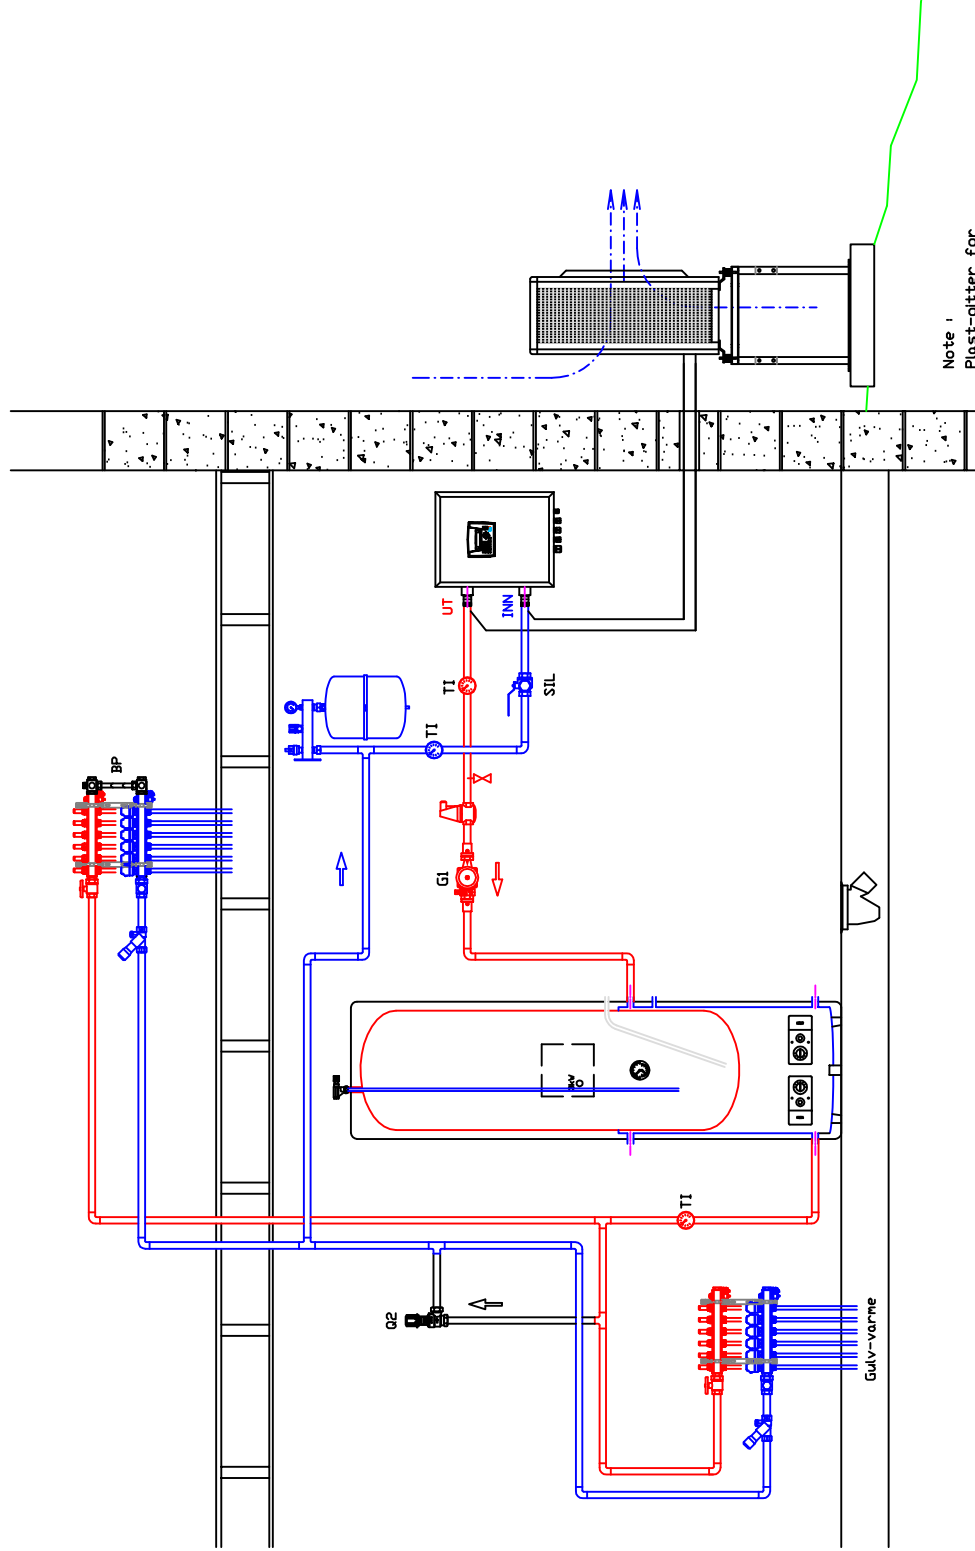 BP
UT
INN
TI
SIL
TI
G1
TI
Q2
Gulv-varme
Note :
Plast-gitter for